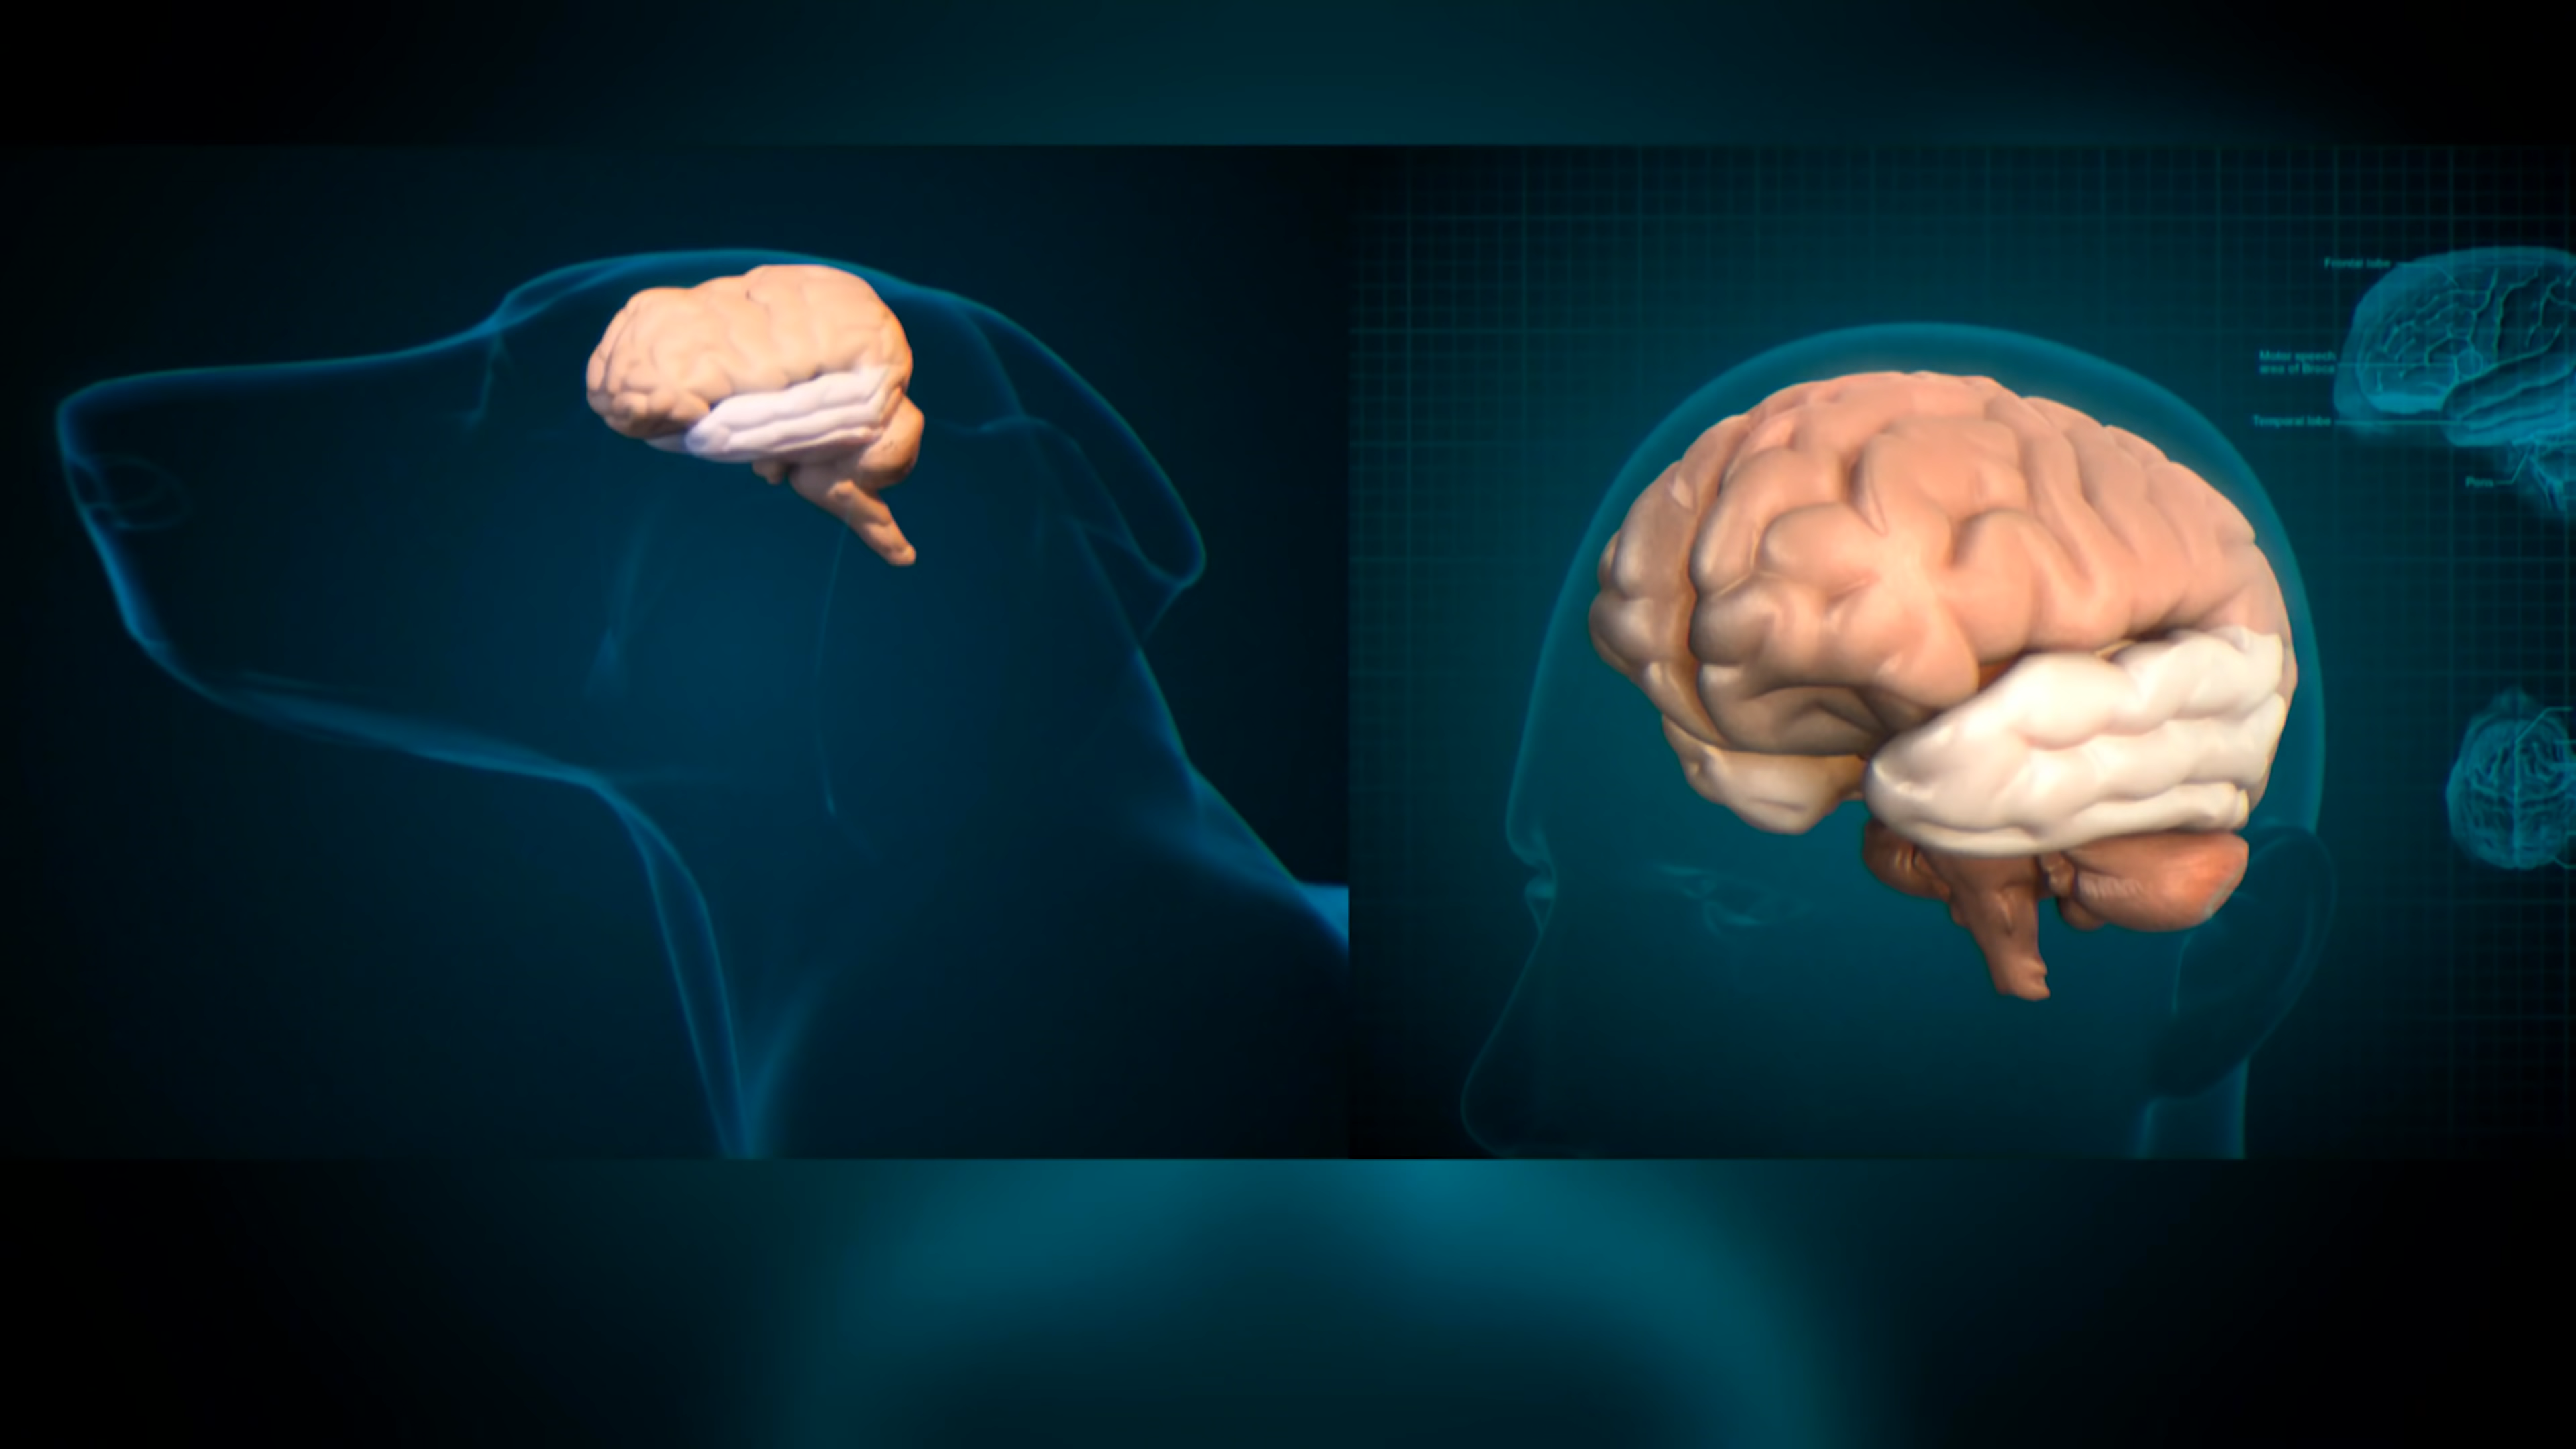 Frontal lobe
Motor speech
area of Broca
Temporal lobe
Pons